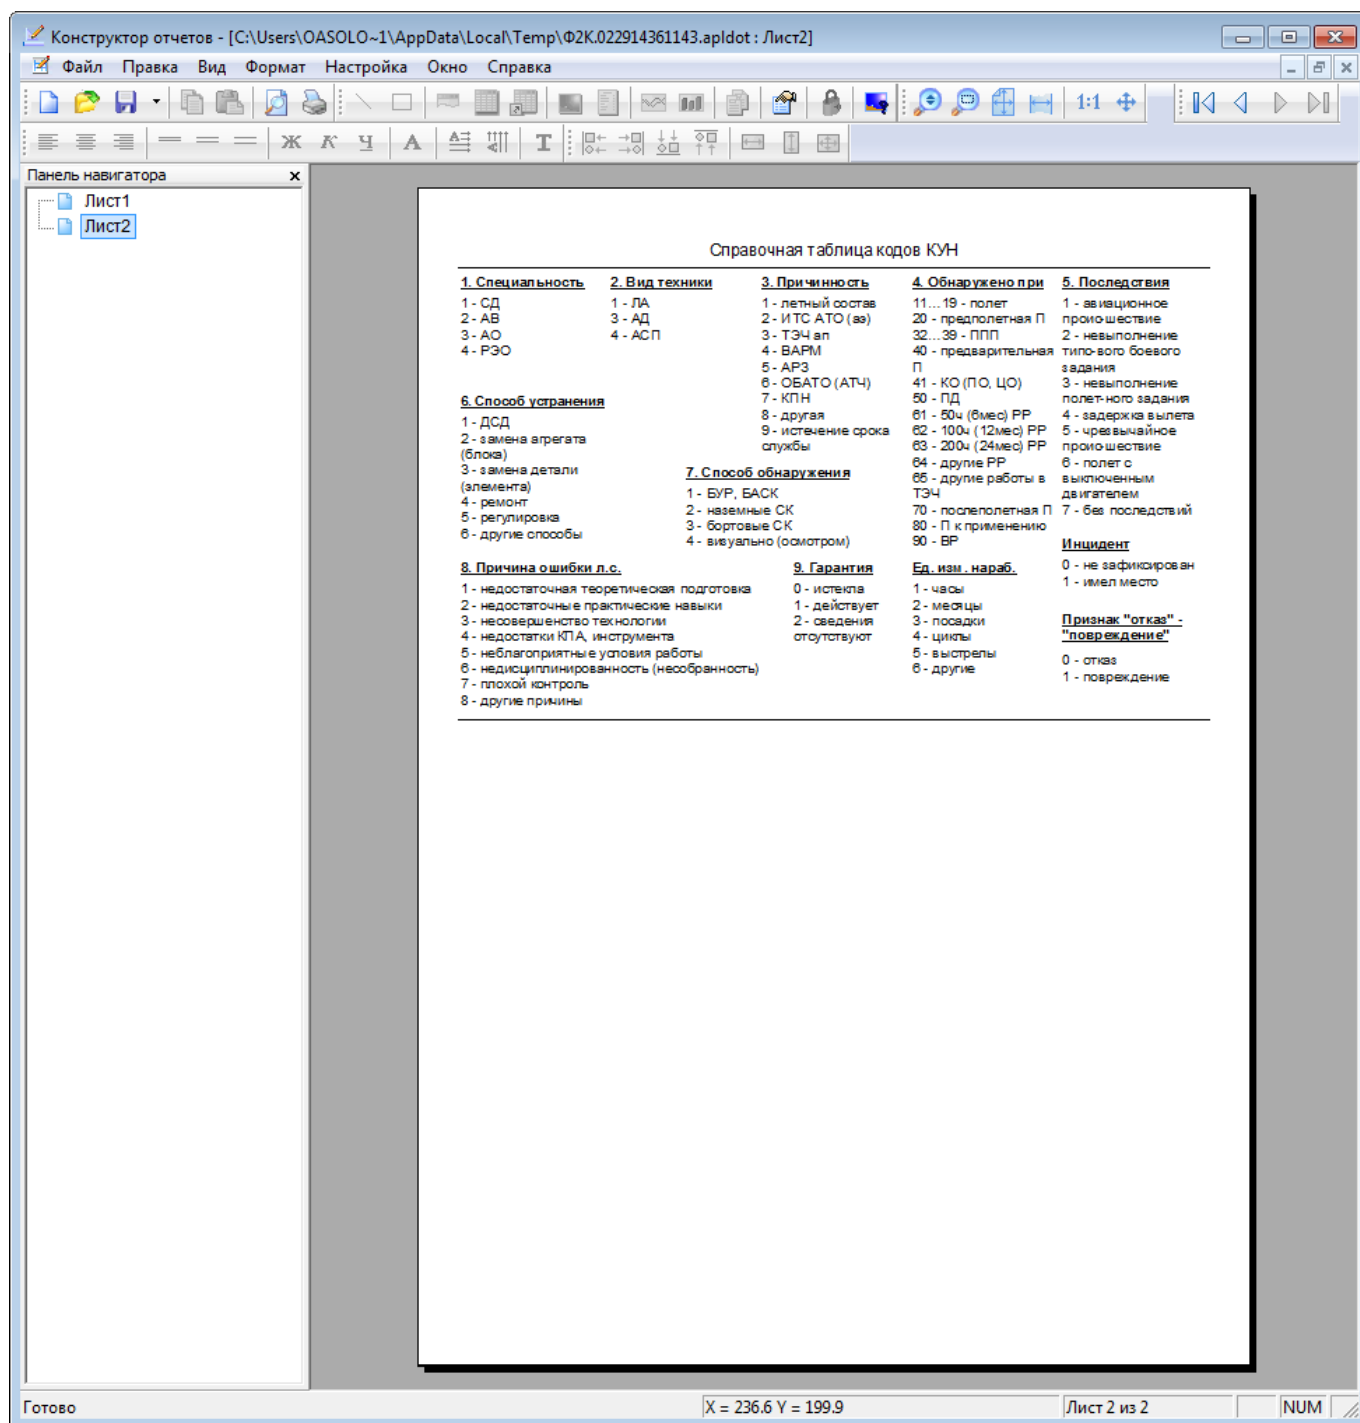 Конструктор отчетов - [C:\Users\OASOLO~1\AppData\Local\Temp\Ф2К.022914361143.apldot : Лист2]
Файл Правка Вид Формат Настройка Окно Справка
1:1
Ж К Ч А Т
Панель навигатора x
Лист1
Лист2
Справочная таблица кодов КУН
1. Специальность
1 - СД
2 - АВ
3 - АО
4 - РЭО
2. Вид техники
1 - ЛА
3 - АД
4 - АСП
3. Причинность
1 - летный состав
2 - ИТС АТО (аэ)
3 - ТЭЧ ап
4 - ВАРМ
5 - АРЗ
6 - ОБАТО (АТЧ)
7 - КПН
8 - другая
9 - истечение срока
службы
4. Обнаружено при
11...19 - полет
20 - предполетная П
32...39 - ППП
40 - предварительная
П
41 - КО (ПО, ЦО)
50 - ПД
61 - 50ч (6мес) РР
62 - 100ч (12мес) РР
63 - 200ч (24мес) РР
64 - другие РР
65 - другие работы в
ТЭЧ
70 - послеполетная П
80 - П к применению
90 - ВР
5. Последствия
1 - авиационное
проис-шествие
2 - невыполнение
типо-вого боевого
задания
3 - невыполнение
полет-ного задания
4 - задержка вылета
5 - чрезвычайное
проис-шествие
6 - полет с
выключенным
двигателем
7 - без последствий
6. Способ устранения
1 - ДСД
2 - замена агрегата
(блока)
3 - замена детали
(элемента)
4 - ремонт
5 - регулировка
6 - другие способы
7. Способ обнаружения
1 - БУР, БАСК
2 - наземные СК
3 - бортовые СК
4 - визуально (осмотром)
Инцидент
0 - не зафиксирован
1 - имел место
8. Причина ошибки л.с.
1 - недостаточная теоретическая подготовка
2 - недостаточные практические навыки
3 - несовершенство технологии
4 - недостатки КПА, инструмента
5 - неблагоприятные условия работы
6 - недисциплинированность (несобранность)
7 - плохой контроль
8 - другие причины
9. Гарантия
0 - истекла
1 - действует
2 - сведения
отсутствуют
Ед. изм. нараб.
1 - часы
2 - месяцы
3 - посадки
4 - циклы
5 - выстрелы
6 - другие
Признак "отказ" -
"повреждение"
0 - отказ
1 - повреждение
Готово X = 236.6 Y = 199.9 Лист 2 из 2 NUM